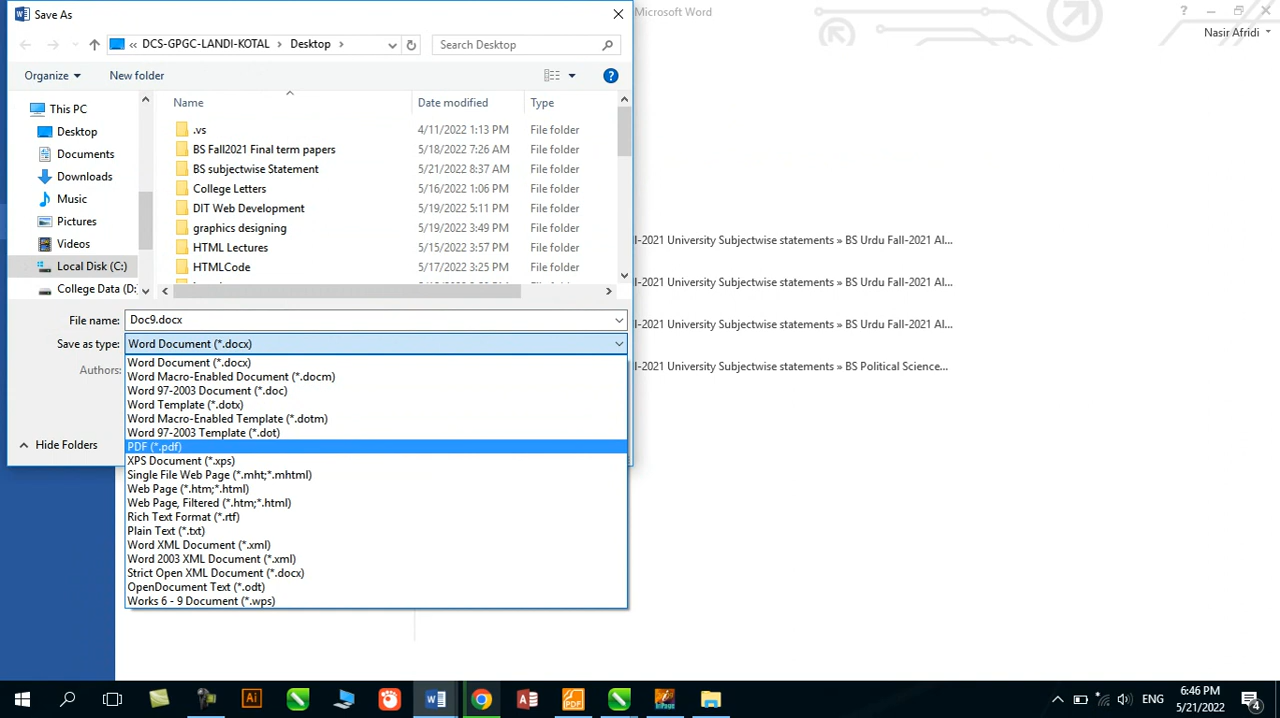 Save As
Microsoft Word
Nasir Afridi
« DCS-GPGC-LANDI-KOTAL > Desktop >
Search Desktop
Organize
New folder
This PC
Desktop
Documents
Downloads
Music
Pictures
Videos
Local Disk (C:)
College Data (D:
Name Date modified Type
.vs 4/11/2022 1:13 PM File folder
BS Fall2021 Final term papers 5/18/2022 7:26 AM File folder
BS subjectwise Statement 5/21/2022 8:37 AM File folder
College Letters 5/16/2022 1:06 PM File folder
DIT Web Development 5/19/2022 5:11 PM File folder
graphics designing 5/19/2022 3:49 PM File folder
HTML Lectures 5/15/2022 3:57 PM File folder
HTMLCode 5/17/2022 3:25 PM File folder
l-2021 University Subjectwise statements » BS Urdu Fall-2021 Al...
l-2021 University Subjectwise statements » BS Urdu Fall-2021 Al...
l-2021 University Subjectwise statements » BS Urdu Fall-2021 Al...
l-2021 University Subjectwise statements » BS Political Science...
File name: Doc9.docx
Save as type: Word Document (*.docx)
Authors:
Hide Folders
Word Document (*.docx)
Word Macro-Enabled Document (*.docm)
Word 97-2003 Document (*.doc)
Word Template (*.dotx)
Word Macro-Enabled Template (*.dotm)
Word 97-2003 Template (*.dot)
PDF (*.pdf)
XPS Document (*.xps)
Single File Web Page (*.mht;*.mhtml)
Web Page (*.htm;*.html)
Web Page, Filtered (*.htm;*.html)
Rich Text Format (*.rtf)
Plain Text (*.txt)
Word XML Document (*.xml)
Word 2003 XML Document (*.xml)
Strict Open XML Document (*.docx)
OpenDocument Text (*.odt)
Works 6 - 9 Document (*.wps)
ENG
6:46 PM
5/21/2022
4